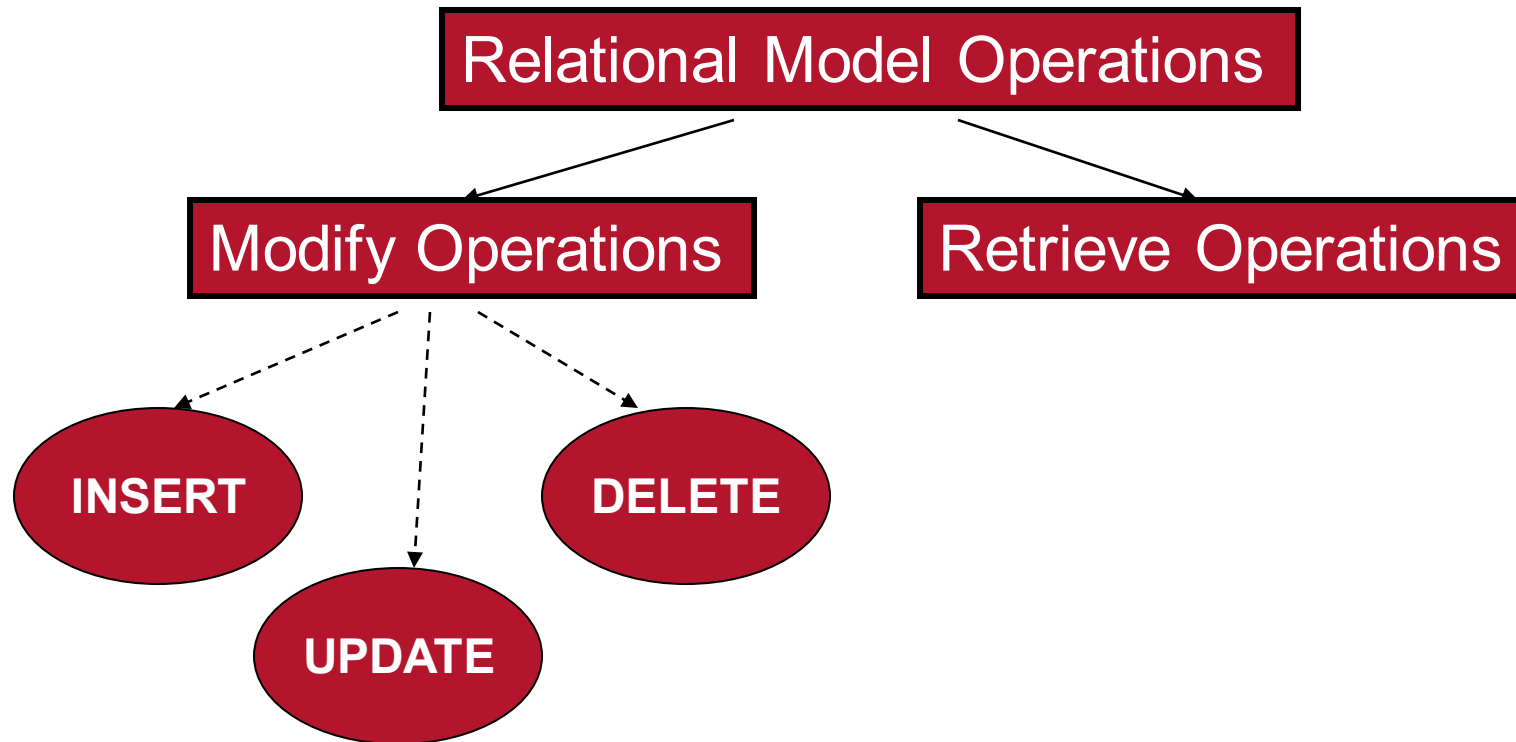 Relational Model Operations
Modify Operations
Retrieve Operations
INSERT
DELETE
UPDATE